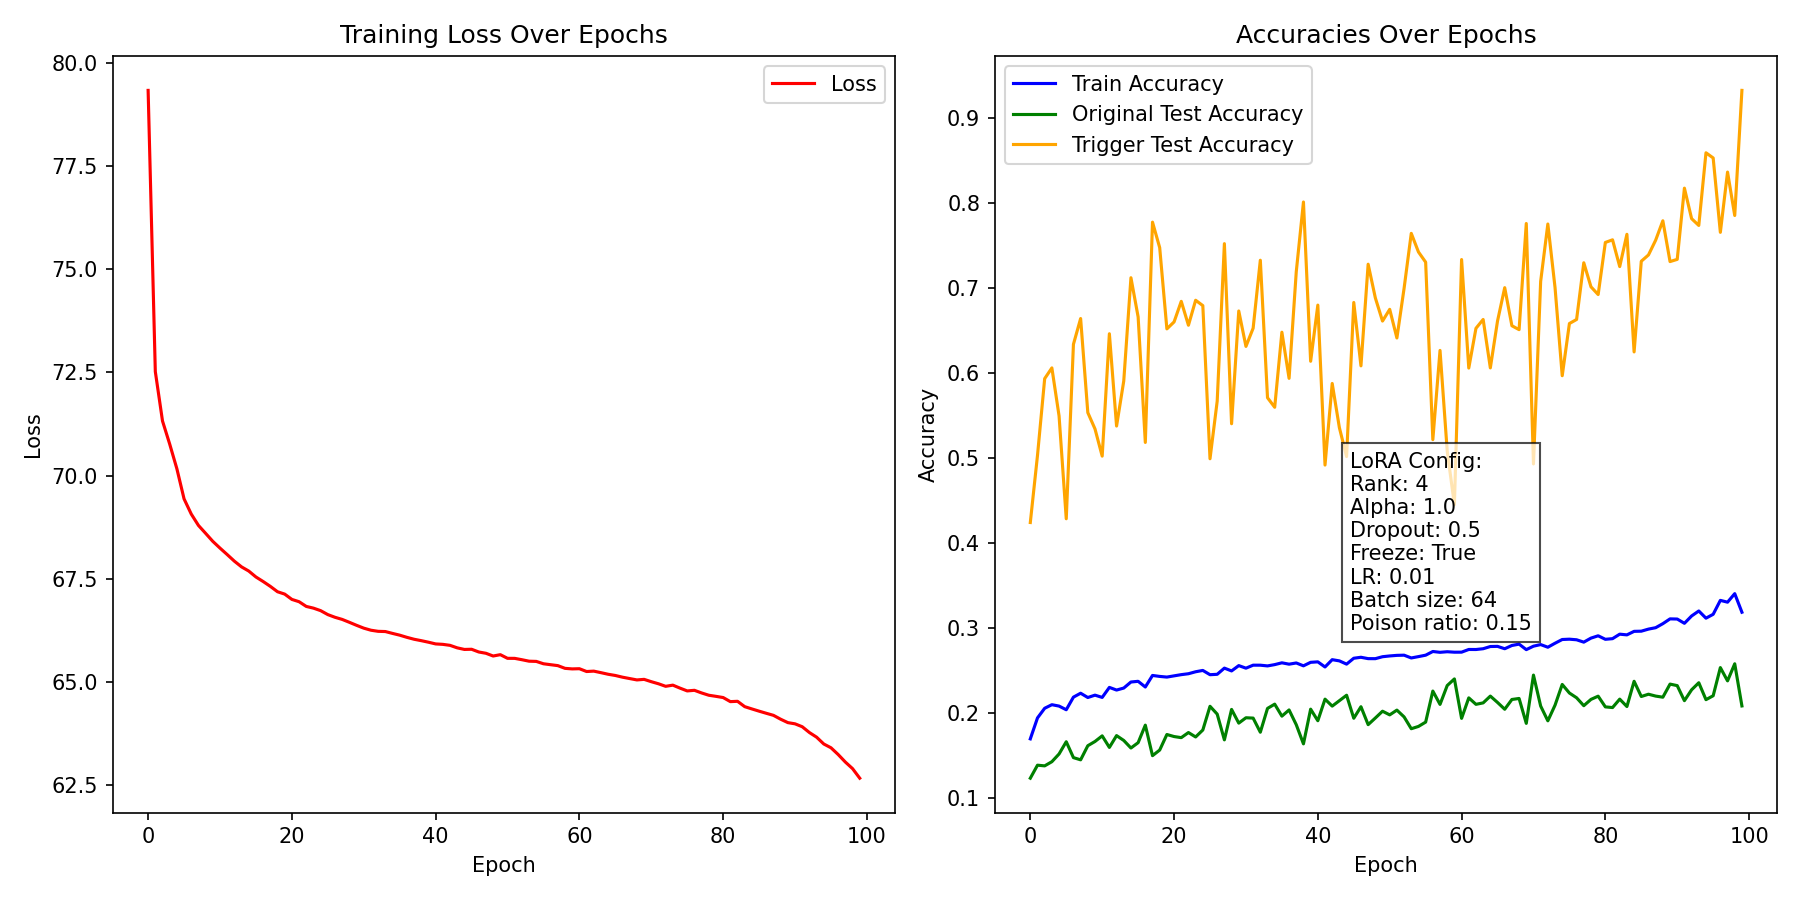 Training Loss Over Epochs
80.0
77.5
75.0
72.5
70.0
67.5
65.0
62.5
Loss
Loss
0
20
40
60
80
100
Epoch
Accuracies Over Epochs
Train Accuracy
Original Test Accuracy
Trigger Test Accuracy
0.9
0.8
0.7
0.6
0.5
0.4
0.3
0.2
0.1
Accuracy
LoRA Config:
Rank: 4
Alpha: 1.0
Dropout: 0.5
Freeze: True
LR: 0.01
Batch size: 64
Poison ratio: 0.15
0
20
40
60
80
100
Epoch